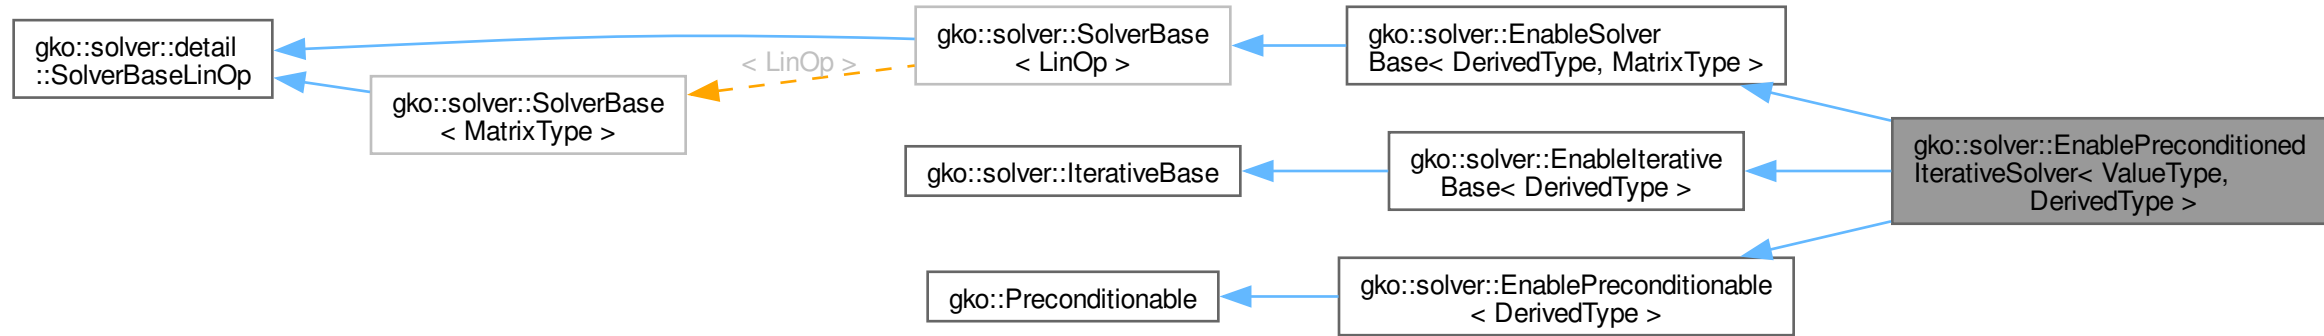 gko::solver::detail
::SolverBaseLinOp
gko::solver::SolverBase
< MatrixType >
< LinOp >
gko::solver::SolverBase
< LinOp >
gko::solver::EnableSolver
Base< DerivedType, MatrixType >
gko::solver::IterativeBase
gko::solver::EnableIterative
Base< DerivedType >
gko::Preconditionable
gko::solver::EnablePreconditionable
< DerivedType >
gko::solver::EnablePreconditioned
IterativeSolver< ValueType,
DerivedType >